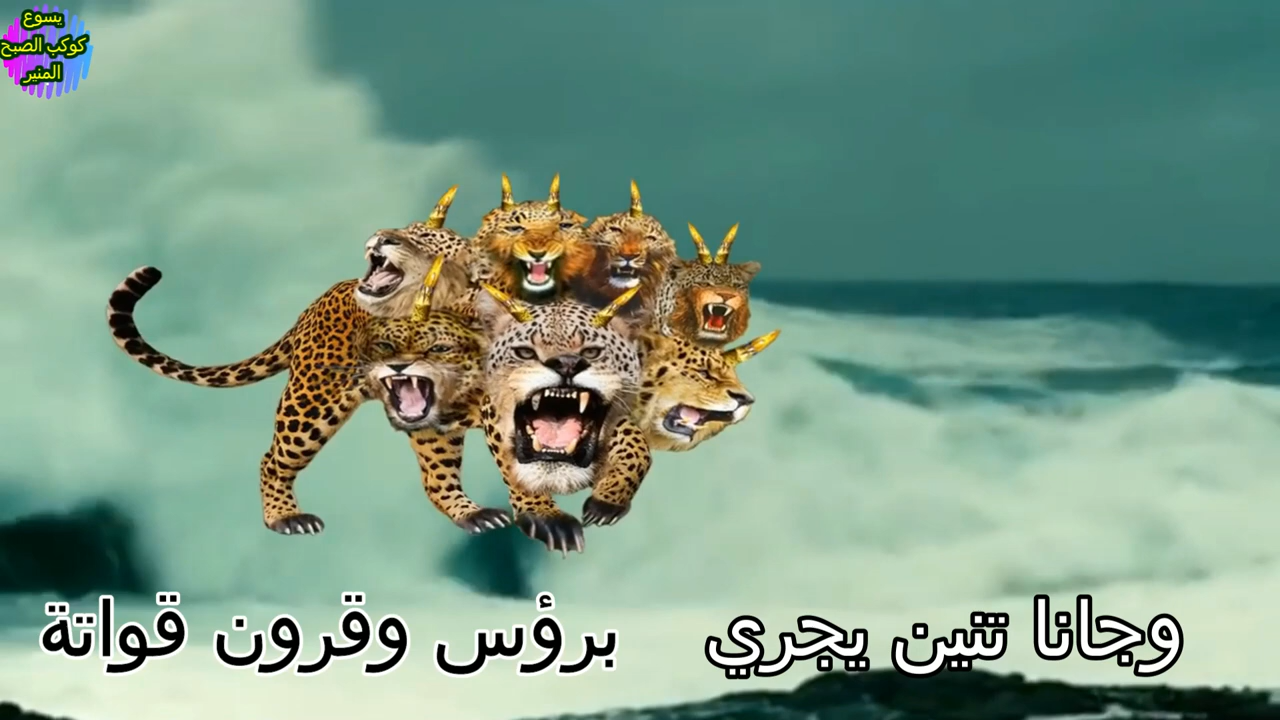 يسوع
كوكب الصبح
المنير
وجانا تنين يجري برؤس وقرون قواتة